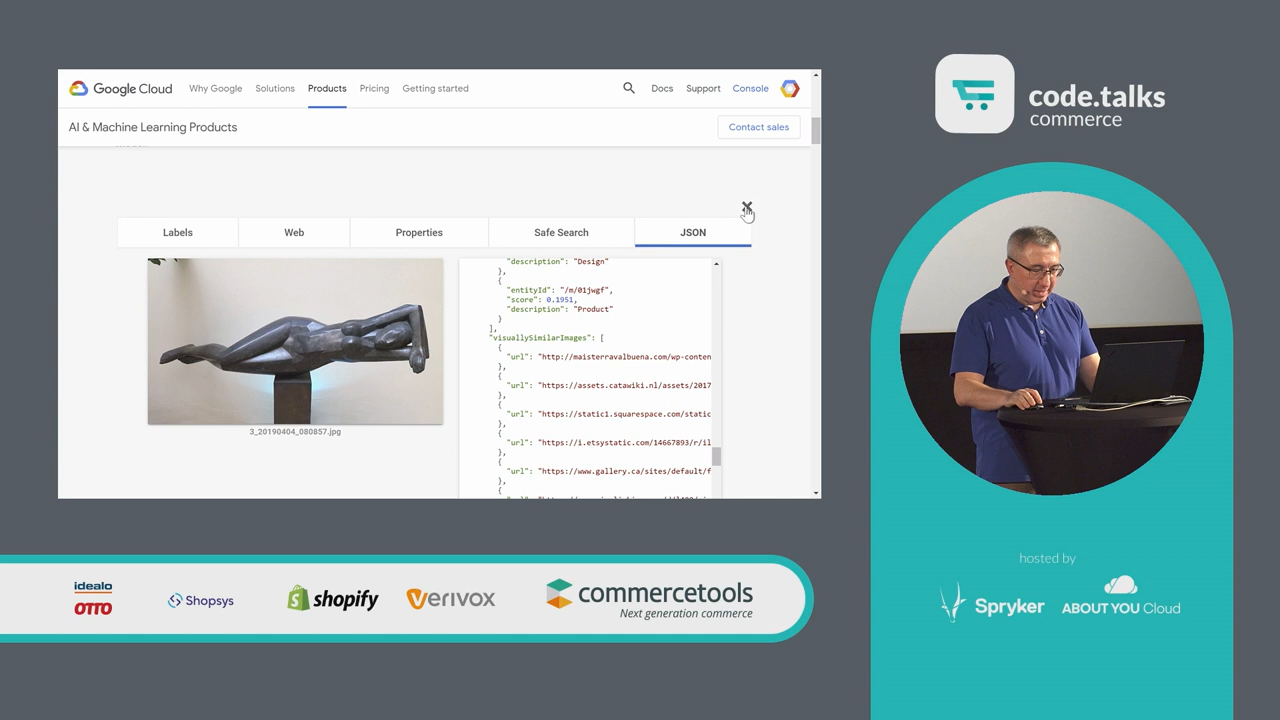 Google Cloud
Why Google
Solutions
Products
Pricing
Getting started
Docs
Support
Console
AI & Machine Learning Products
Contact sales
Labels
Web
Properties
Safe Search
JSON
3_20190404_080857.jpg
"description": "Design"
},
{
"entityId": "/m/01jwgf",
"score": 0.1951,
"description": "Product"
}
],
"visuallySimilarImages": [
{
"url": "http://maisterravalbuena.com/wp-conten
},
{
"url": "https://assets.catawiki.nl/assets/2017
},
{
"url": "https://static1.squarespace.com/static
},
{
"url": "https://i.etsystatic.com/14667893/r/il
},
{
"url": "https://www.gallery.ca/sites/default/f
},
{
code.talks
commerce
hosted by
Spryker
ABOUT YOU Cloud
idealo
OTTO
Shopsys
shopify
VERIVOX
commercetools
Next generation commerce